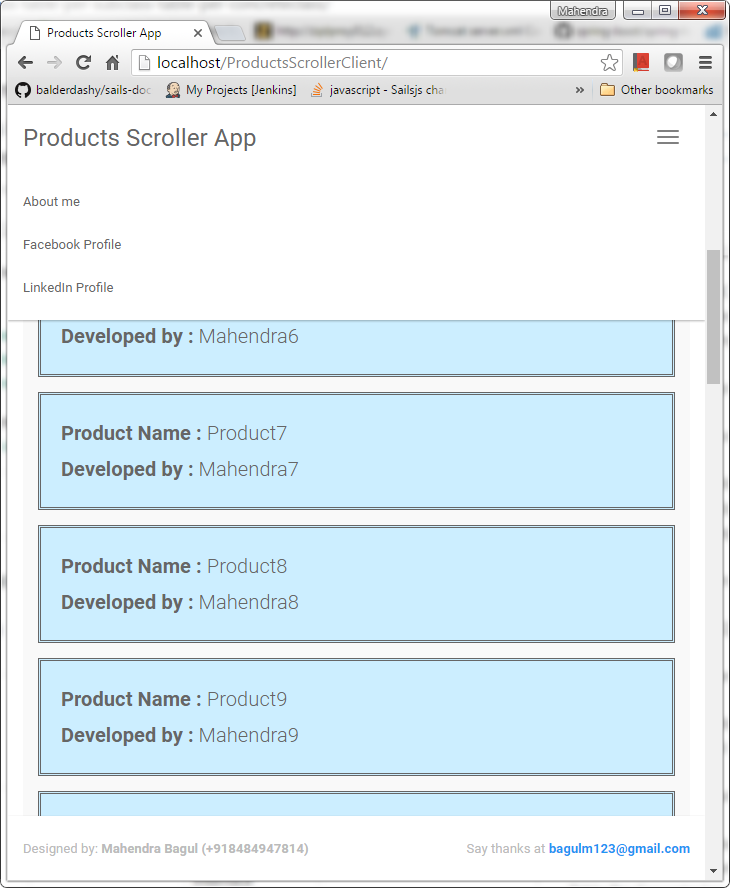 Mahendra
Products Scroller App
localhost/ProductsScrollerClient/
balderdashy/sails-doc
My Projects [Jenkins]
javascript - Sailsjs cha
»
Other bookmarks
Products Scroller App
About me
Facebook Profile
LinkedIn Profile
Developed by : Mahendra6
Product Name : Product7
Developed by : Mahendra7
Product Name : Product8
Developed by : Mahendra8
Product Name : Product9
Developed by : Mahendra9
Designed by: Mahendra Bagul (+918484947814)
Say thanks at bagulm123@gmail.com